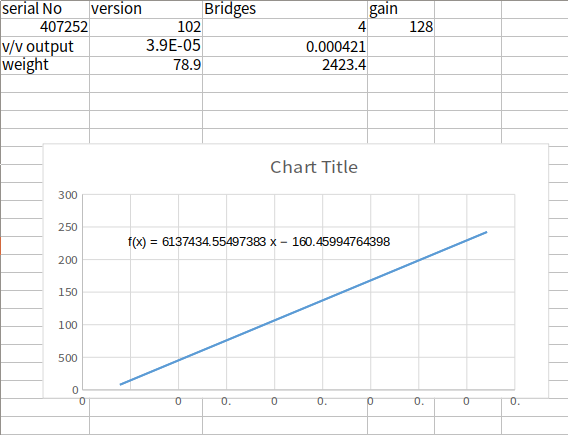 serial No version Bridges gain
407252 102 4 128
v/v output 3.9E-05 0.000421
weight 78.9 2423.4
Chart Title
300
250
f(x) = 6137434.55497383 x − 160.45994764398
200
150
100
500
0
0 0 0. 0 0. 0 0. 0 0.